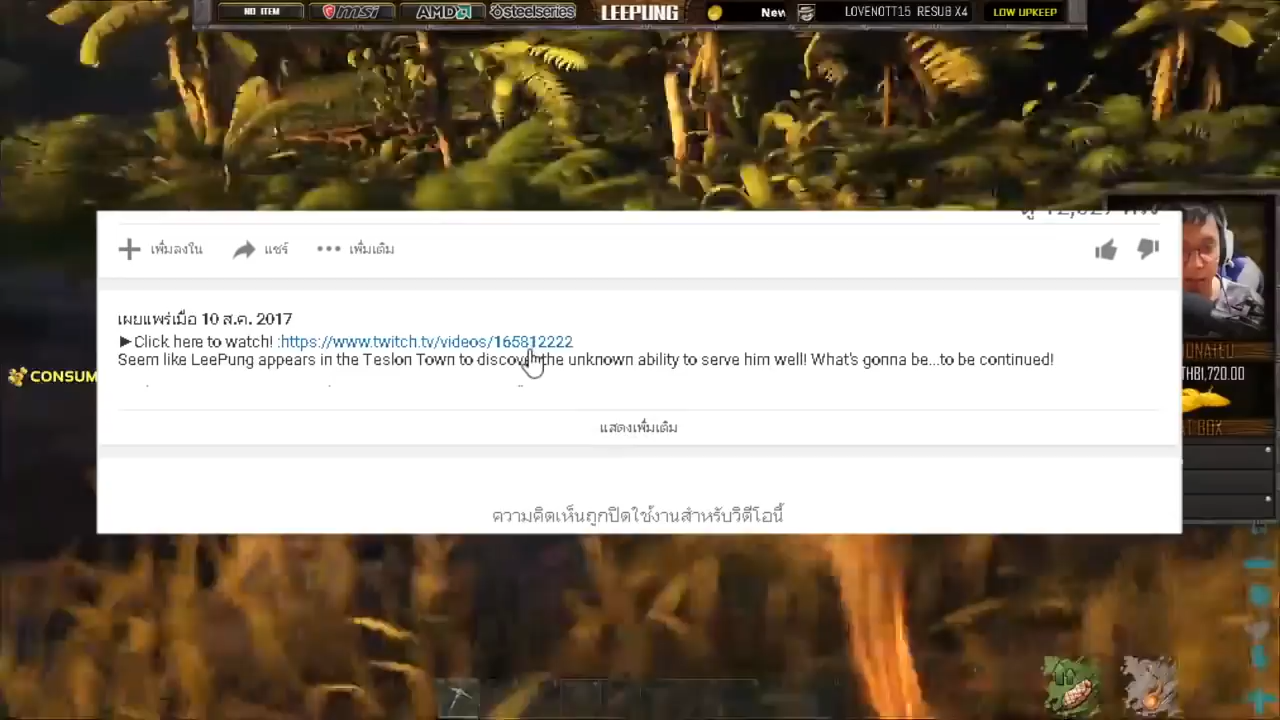 NO ITEM
msi
AMD
steelseries
LEEPUNG
New
LOVENOTT15 RESUB X4
LOW UPKEEP
เพิ่มลงใน
แชร์
เพิ่มเติม
เผยแพร่เมื่อ 10 ส.ค. 2017
►Click here to watch! :https://www.twitch.tv/videos/165812222
Seem like LeePung appears in the Teslon Town to discover the unknown ability to serve him well! What's gonna be...to be continued!
CONSUM
THB1,720.00
BOX
แสดงเพิ่มเติม
ความคิดเห็นถูกปิดใช้งานสำหรับวิดีโอนี้